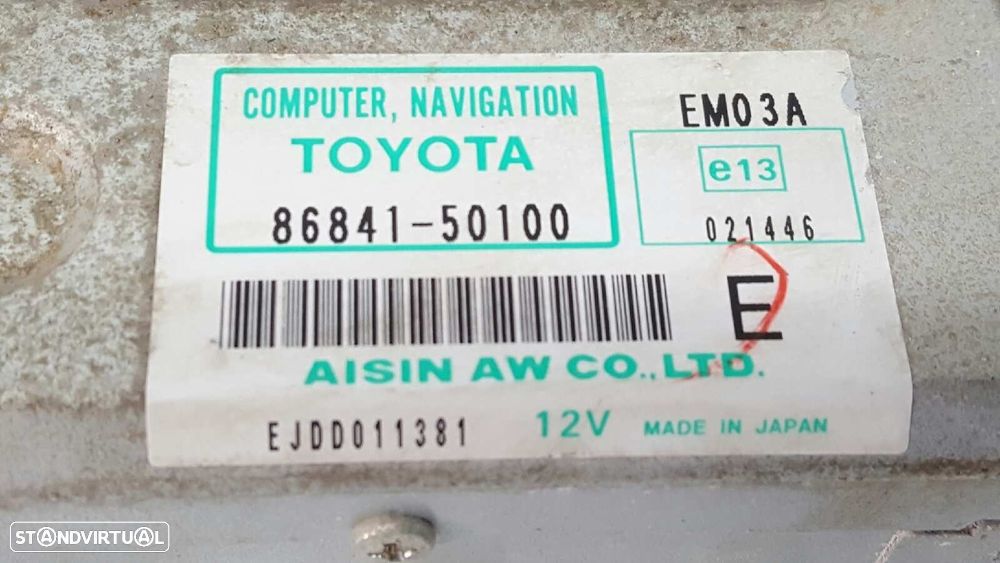 COMPUTER, NAVIGATION
TOYOTA
86841-50100
EM03A
e13
021446
E
AISIN AW CO.,LTD.
EJDD011381 12V MADE IN JAPAN
STANDVIRTUAL